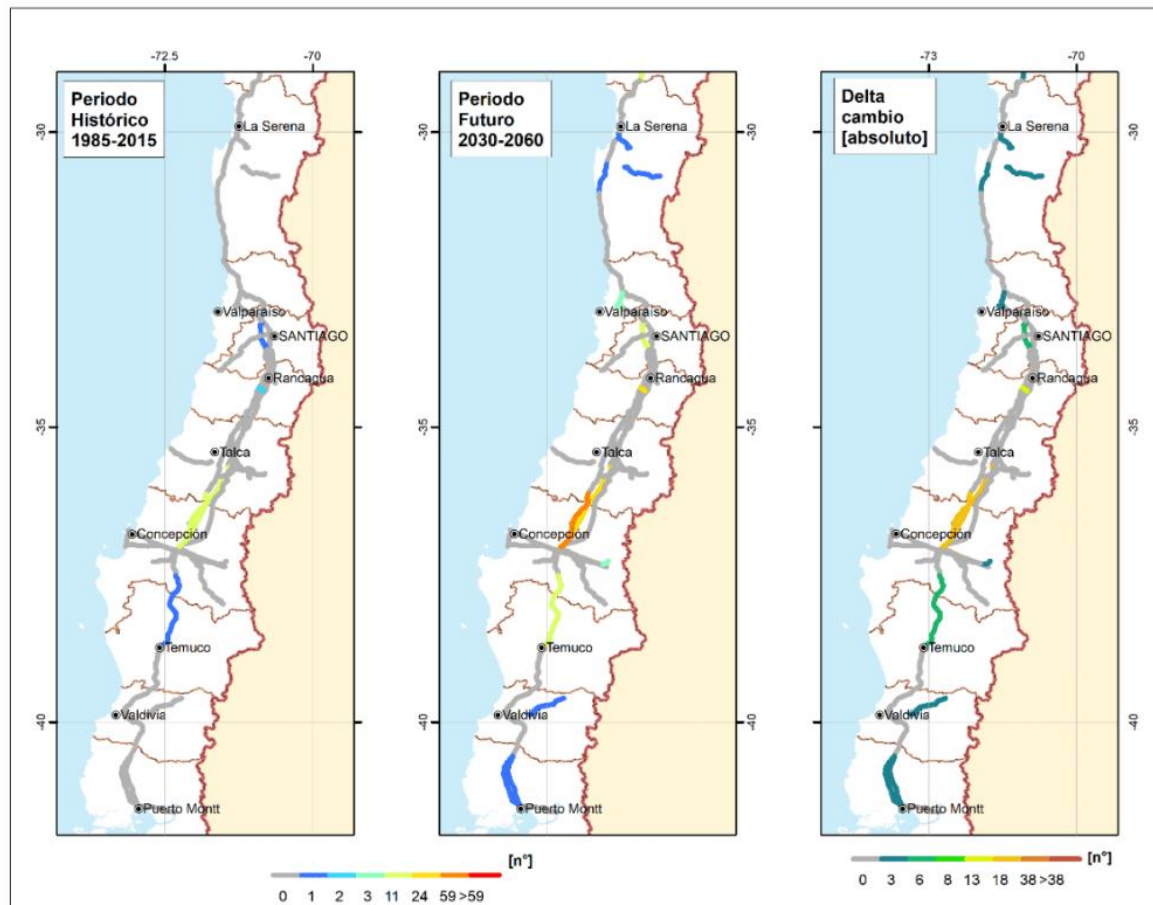 -72.5 -70
Periodo
Histórico
1985-2015
-30
La Serena
Valparaíso
SANTIAGO
Rancagua
-35
Talca
Concepción
Temuco
Valdivia
-40
Puerto Montt
Periodo
Futuro
2030-2060
-30
La Serena
Valparaíso
SANTIAGO
Rancagua
-35
Talca
Concepción
Temuco
Valdivia
-40
Puerto Montt
-73 -70
Delta
cambio
[absoluto]
-30
La Serena
Valparaíso
SANTIAGO
Rancagua
-35
Talca
Concepción
Temuco
Valdivia
-40
Puerto Montt
[n°]
0 1 2 3 11 24 59 >59
[n°]
0 3 6 8 13 18 38 >38